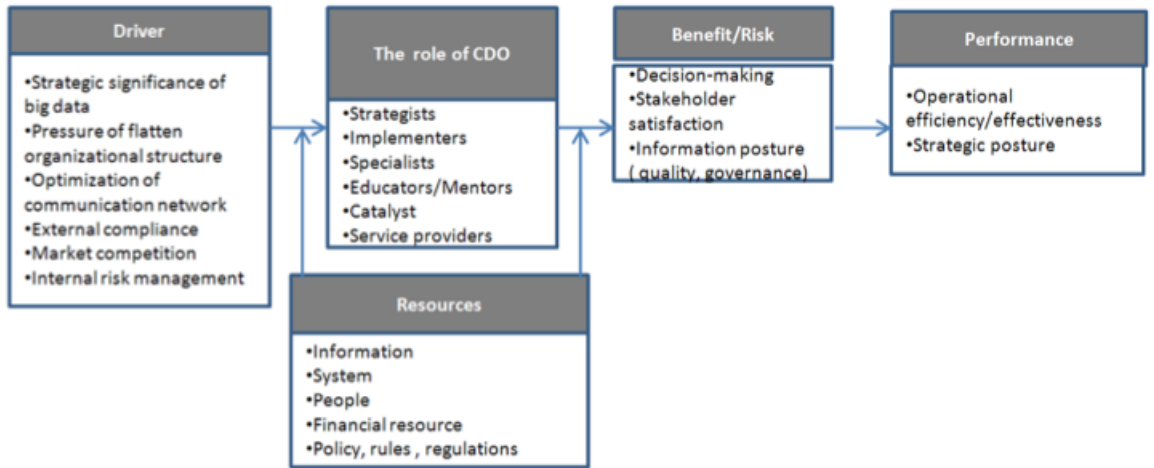 Driver
•Strategic significance of
big data
•Pressure of flatten
organizational structure
•Optimization of
communication network
•External compliance
•Market competition
•Internal risk management
The role of CDO
•Strategists
•Implementers
•Specialists
•Educators/Mentors
•Catalyst
•Service providers
Benefit/Risk
•Decision-making
•Stakeholder
satisfaction
•Information posture
( quality, governance)
Performance
•Operational
efficiency/effectiveness
•Strategic posture
Resources
•Information
•System
•People
•Financial resource
•Policy, rules , regulations